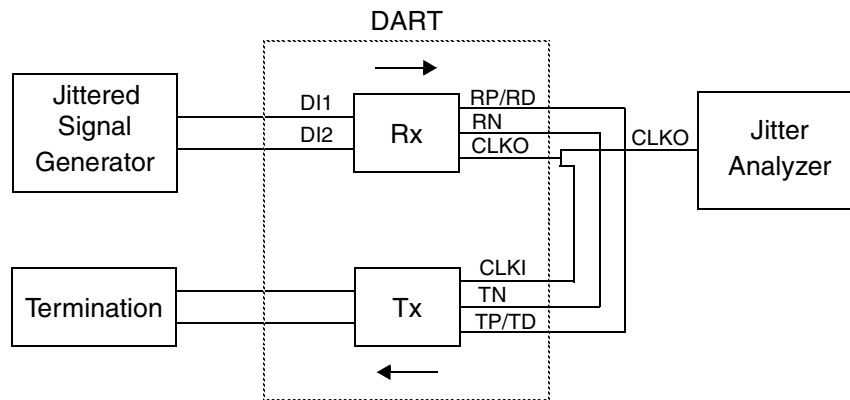 DART
Jittered
Signal
Generator
DI1
DI2
Rx
RP/RD
RN
CLKO
CLKO
Jitter
Analyzer
Termination
Tx
CLKI
TN
TP/TD